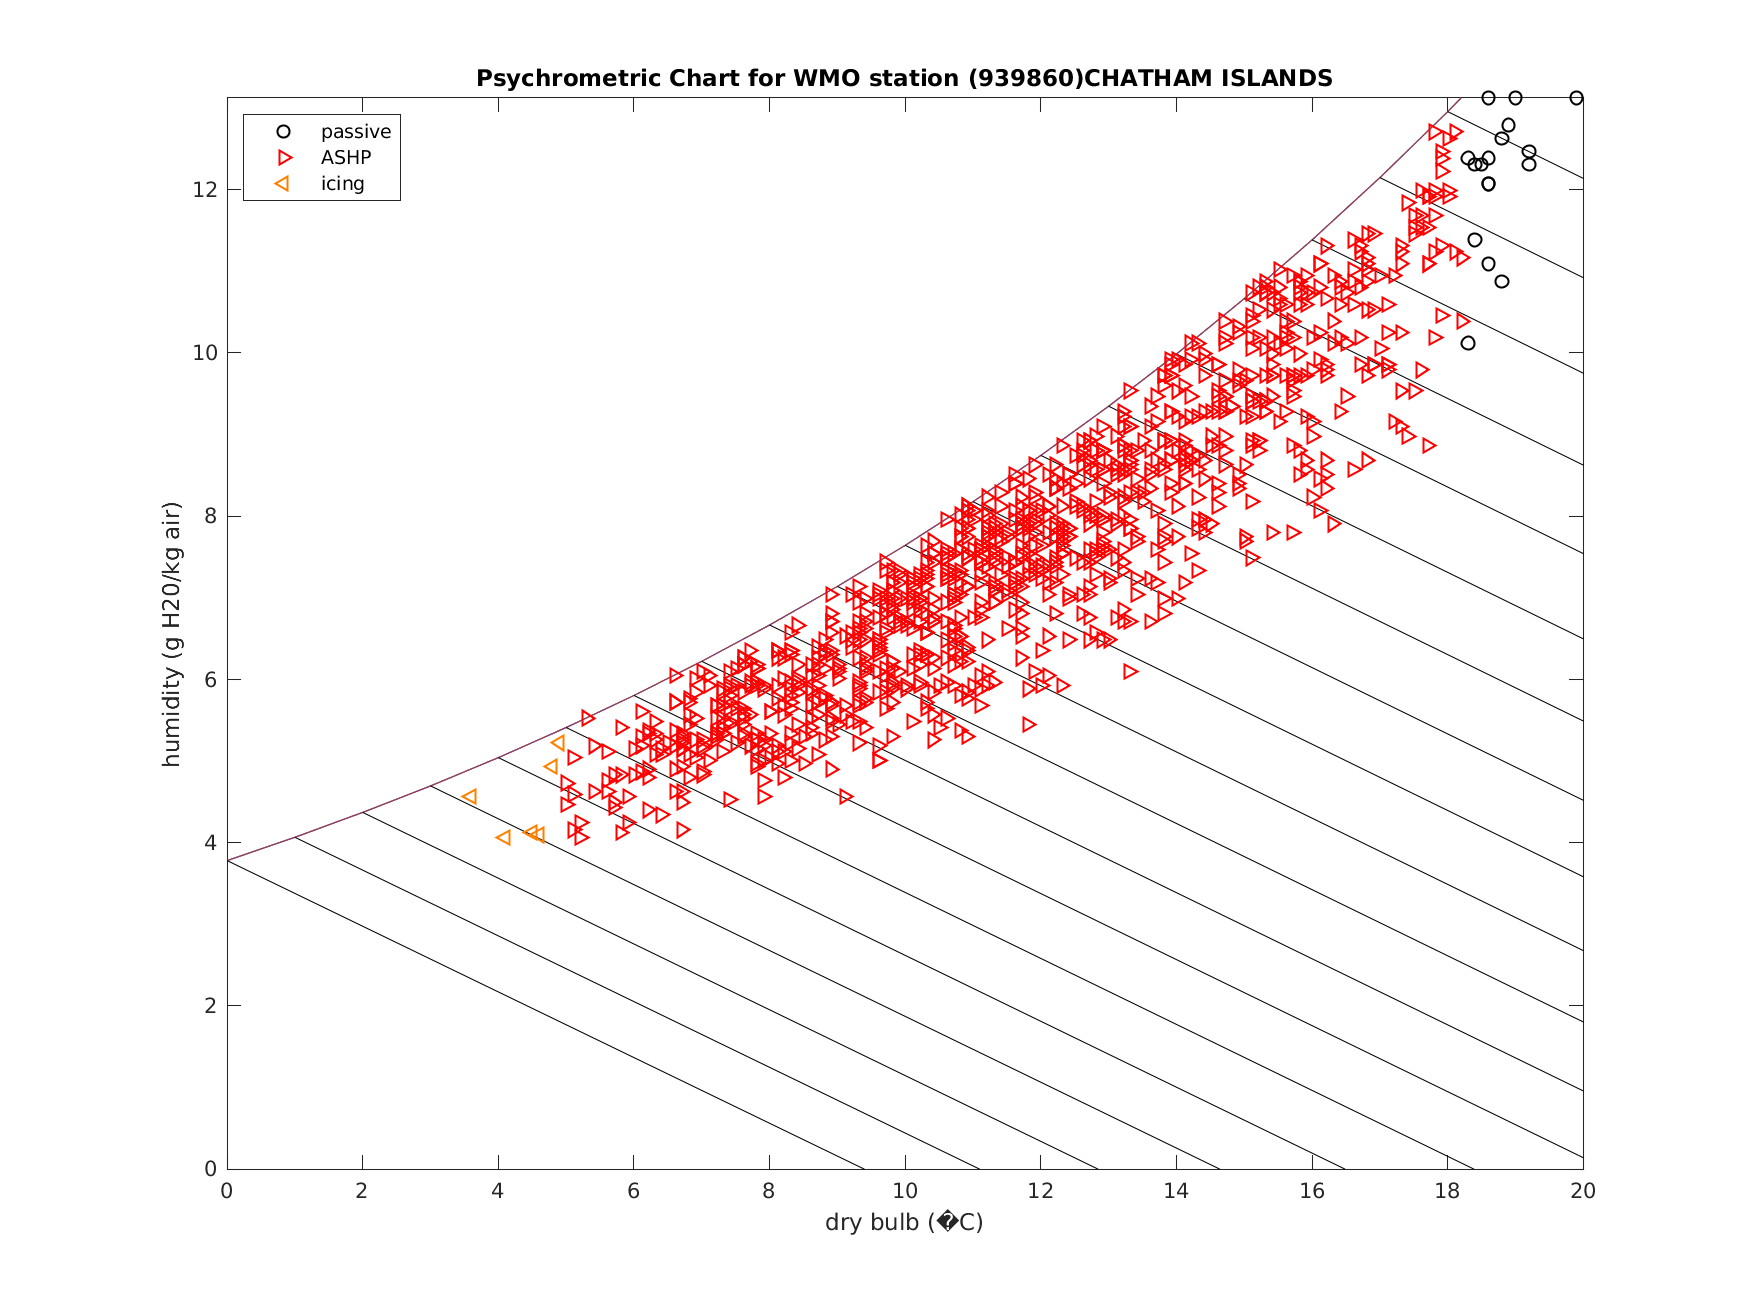 Psychrometric Chart for WMO station (939860)CHATHAM ISLANDS
passive
ASHP
icing
humidity (g H20/kg air)
12
10
8
6
4
2
0
0 2 4 6 8 10 12 14 16 18 20
dry bulb (�C)